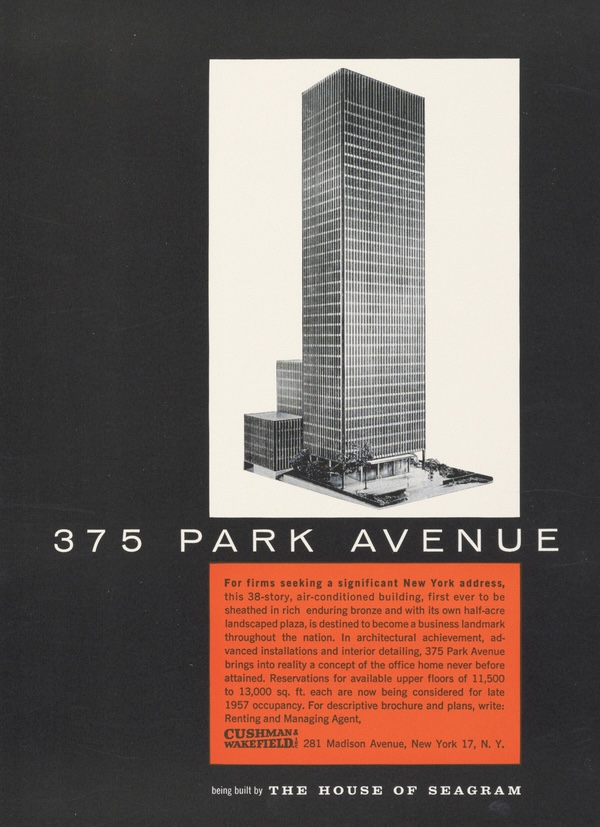 375 PARK AVENUE
For firms seeking a significant New York address,
this 38-story, air-conditioned building, first ever to be
sheathed in rich enduring bronze and with its own half-acre
landscaped plaza, is destined to become a business landmark
throughout the nation. In architectural achievement, ad-
vanced installations and interior detailing, 375 Park Avenue
brings into reality a concept of the office home never before
attained. Reservations for available upper floors of 11,500
to 13,000 sq. ft. each are now being considered for late
1957 occupancy. For descriptive brochure and plans, write:
Renting and Managing Agent,
CUSHMAN &
WAKEFIELD 281 Madison Avenue, New York 17, N. Y.
being built by THE HOUSE OF SEAGRAM